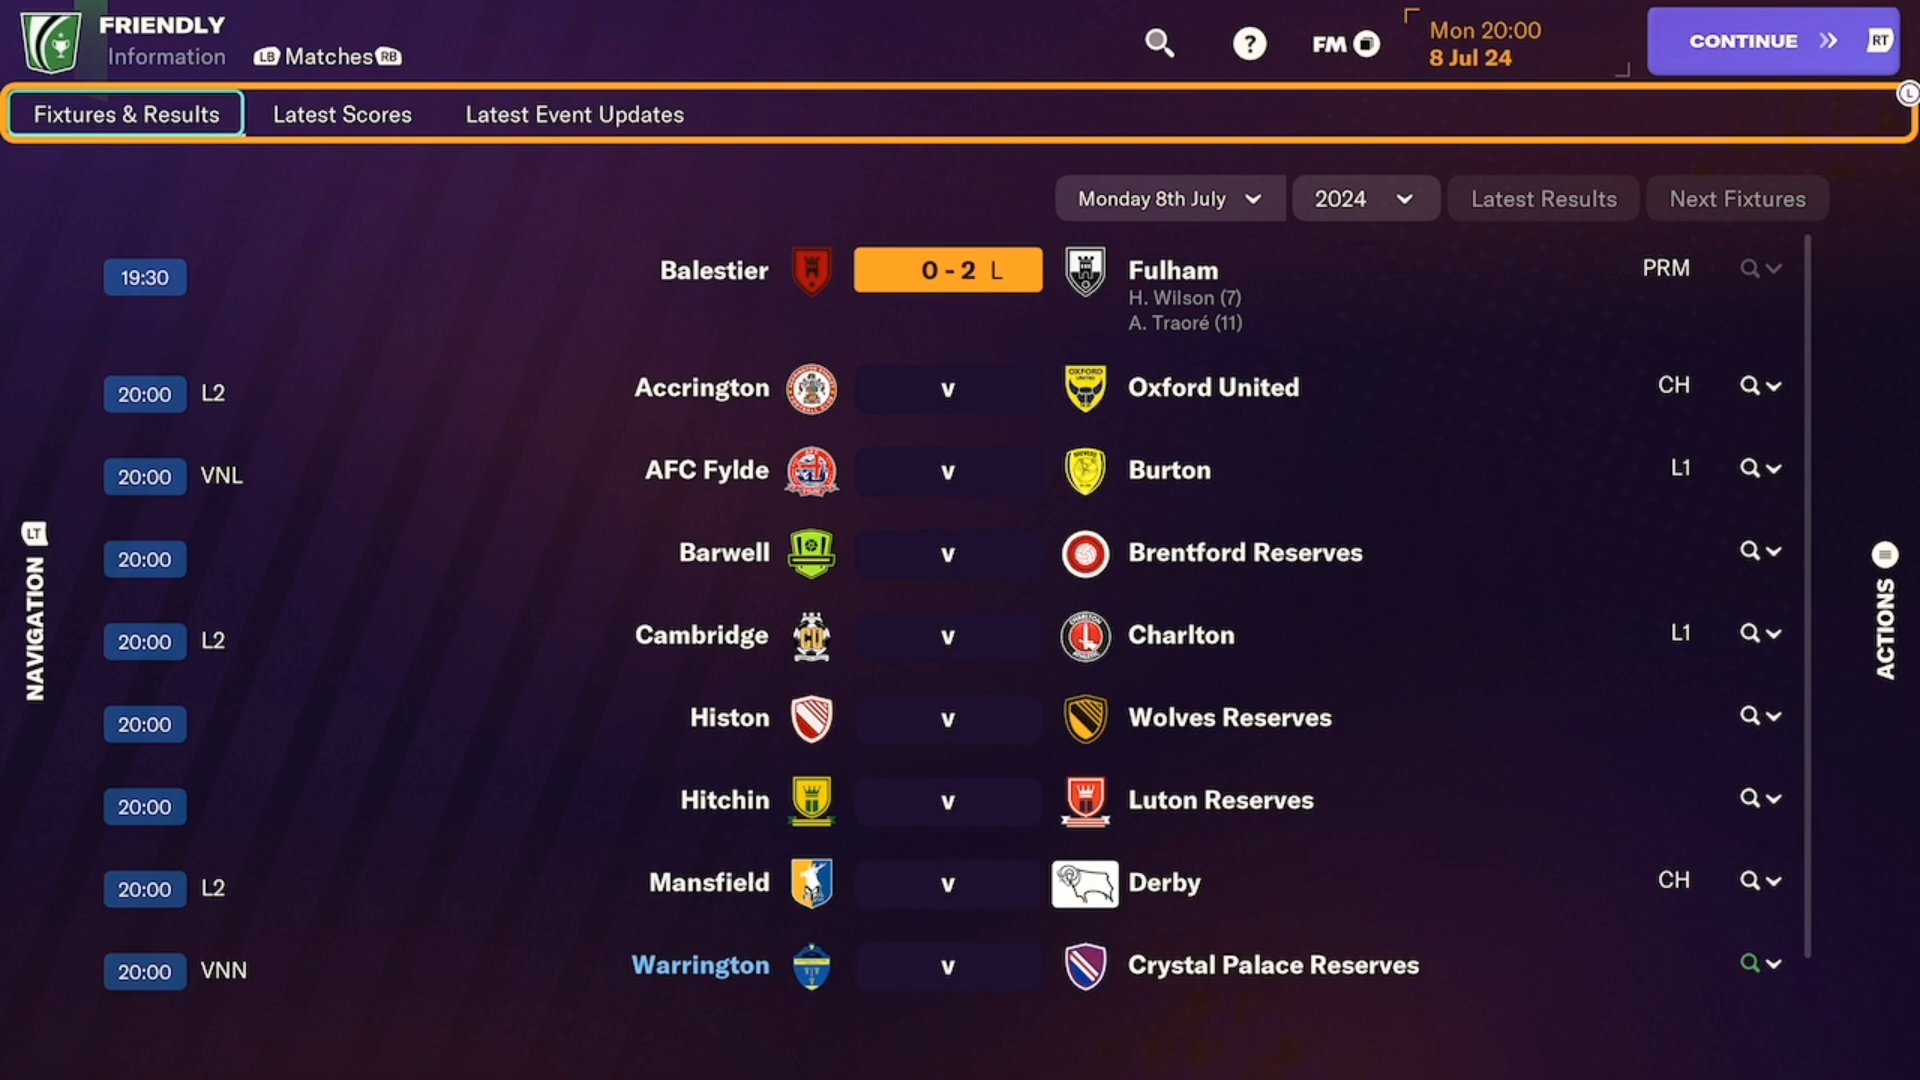 FRIENDLY
Information
LB Matches RB
?
FM
Mon 20:00
8 Jul 24
CONTINUE RT
Fixtures & Results
Latest Scores
Latest Event Updates
L
Monday 8th July
2024
Latest Results
Next Fixtures
19:30 Balestier 0 - 2 L Fulham PRM
H. Wilson (7)
A. Traoré (11)
20:00 L2 Accrington v Oxford United CH
20:00 VNL AFC Fylde v Burton L1
20:00 Barwell v Brentford Reserves
20:00 L2 Cambridge v Charlton L1
20:00 Histon v Wolves Reserves
20:00 Hitchin v Luton Reserves
20:00 L2 Mansfield v Derby CH
20:00 VNN Warrington v Crystal Palace Reserves
NAVIGATION LT
ACTIONS